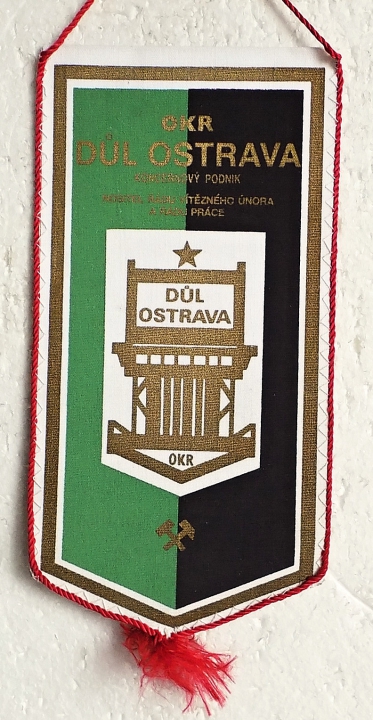 OKR
DŮL OSTRAVA
KONCERNOVÝ PODNIK
NOSITEL ŘÁDU VÍTĚZNÉHO ÚNORA
A ŘÁDU PRÁCE
DŮL
OSTRAVA
OKR